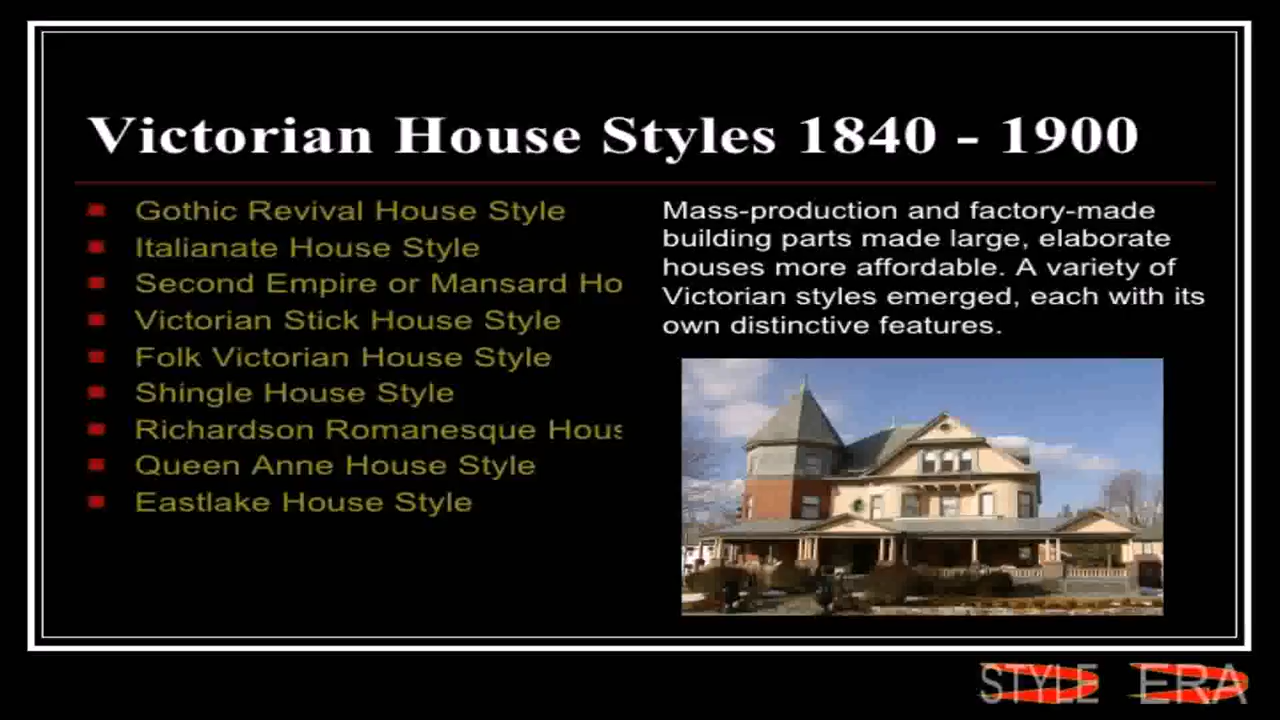 Victorian House Styles 1840 - 1900
Gothic Revival House Style
Italianate House Style
Second Empire or Mansard Ho
Victorian Stick House Style
Folk Victorian House Style
Shingle House Style
Richardson Romanesque Hous
Queen Anne House Style
Eastlake House Style
Mass-production and factory-made
building parts made large, elaborate
houses more affordable. A variety of
Victorian styles emerged, each with its
own distinctive features.
STYLE ERA